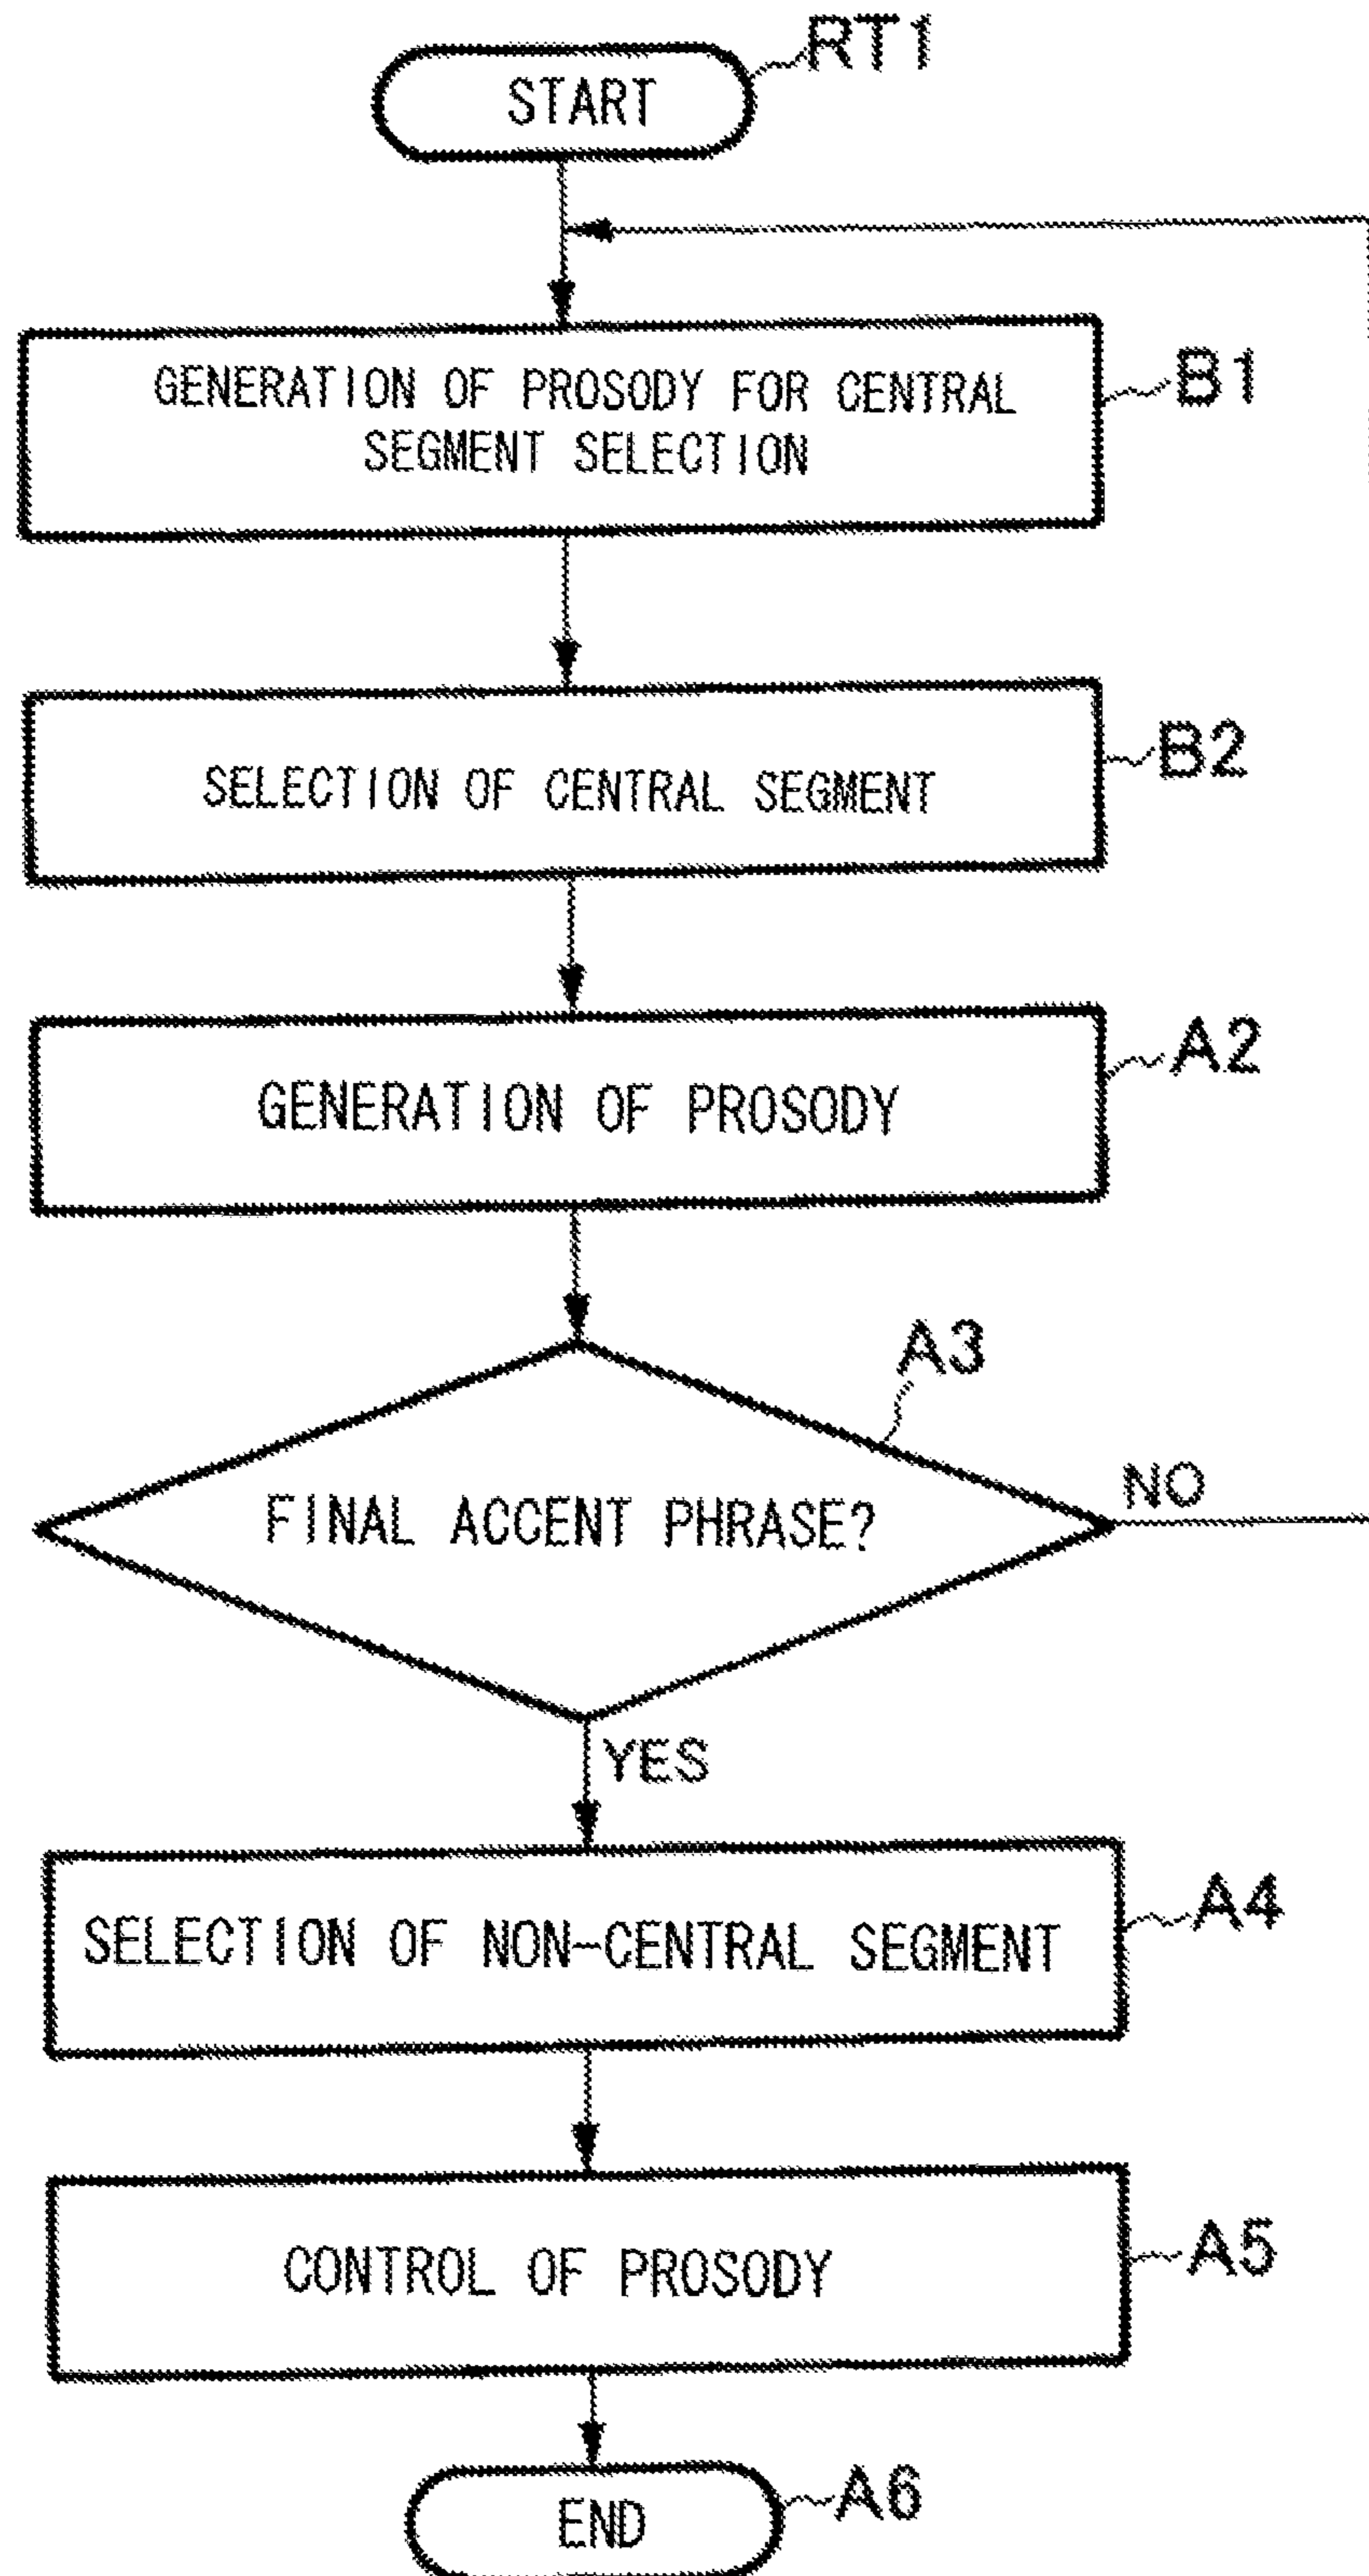 RT1
START
GENERATION OF PROSODY FOR CENTRAL
SEGMENT SELECTION
B1
SELECTION OF CENTRAL SEGMENT
B2
GENERATION OF PROSODY
A2
A3
FINAL ACCENT PHRASE?
NO
YES
SELECTION OF NON-CENTRAL SEGMENT
A4
CONTROL OF PROSODY
A5
END
A6